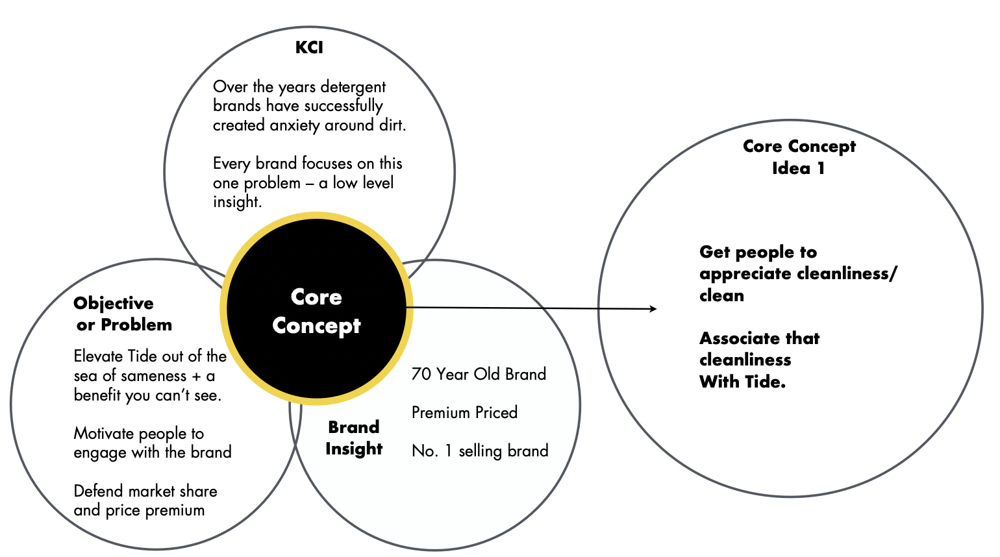 KCI
Over the years detergent
brands have successfully
created anxiety around dirt.
Every brand focuses on this
one problem – a low level
insight.
Objective
or Problem
Elevate Tide out of the
sea of sameness + a
benefit you can’t see.
Motivate people to
engage with the brand
Defend market share
and price premium
Core
Concept
Brand
Insight
70 Year Old Brand
Premium Priced
No. 1 selling brand
Core Concept
Idea 1
Get people to
appreciate cleanliness/
clean
Associate that
cleanliness
With Tide.